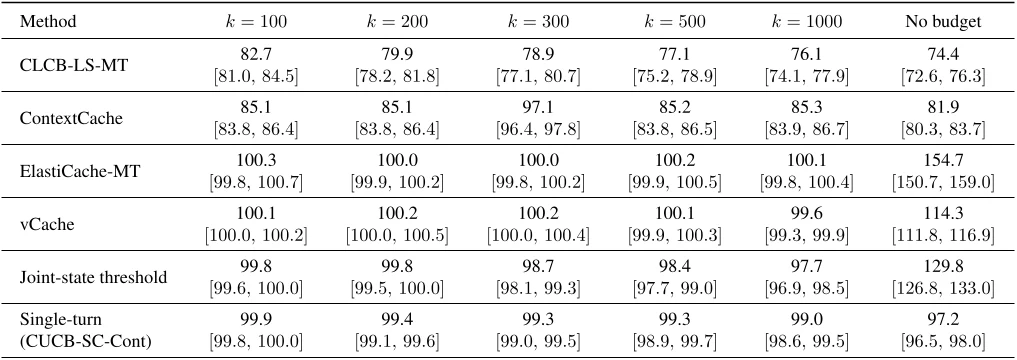 Method k = 100 k = 200 k = 300 k = 500 k = 1000 No budget
CLCB-LS-MT 82.7 79.9 78.9 77.1 76.1 74.4
[81.0, 84.5] [78.2, 81.8] [77.1, 80.7] [75.2, 78.9] [74.1, 77.9] [72.6, 76.3]
ContextCache 85.1 85.1 97.1 85.2 85.3 81.9
[83.8, 86.4] [83.8, 86.4] [96.4, 97.8] [83.8, 86.5] [83.9, 86.7] [80.3, 83.7]
ElastiCache-MT 100.3 100.0 100.0 100.2 100.1 154.7
[99.8, 100.7] [99.9, 100.2] [99.8, 100.2] [99.9, 100.5] [99.8, 100.4] [150.7, 159.0]
vCache 100.1 100.2 100.2 100.1 99.6 114.3
[100.0, 100.2] [100.0, 100.5] [100.0, 100.4] [99.9, 100.3] [99.3, 99.9] [111.8, 116.9]
Joint-state threshold 99.8 99.8 98.7 98.4 97.7 129.8
[99.6, 100.0] [99.5, 100.0] [98.1, 99.3] [97.7, 99.0] [96.9, 98.5] [126.8, 133.0]
Single-turn 99.9 99.4 99.3 99.3 99.0 97.2
(CUCB-SC-Cont) [99.8, 100.0] [99.1, 99.6] [99.0, 99.5] [98.9, 99.7] [98.6, 99.5] [96.5, 98.0]